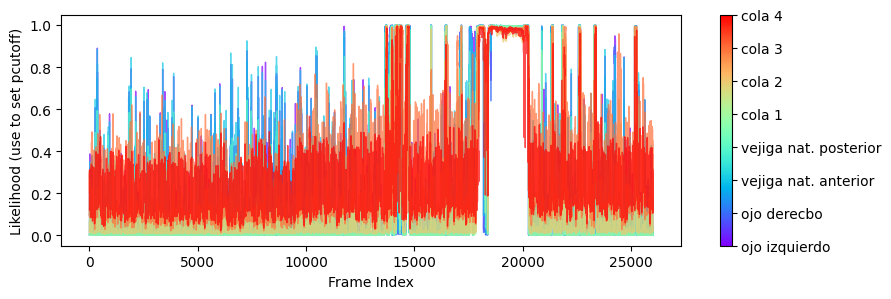 Likelihood (use to set pcutoff)
1.0
0.8
0.6
0.4
0.2
0.0
0
5000
10000
15000
20000
25000
Frame Index
cola 4
cola 3
cola 2
cola 1
vejiga nat. posterior
vejiga nat. anterior
ojo derecbo
ojo izquierdo